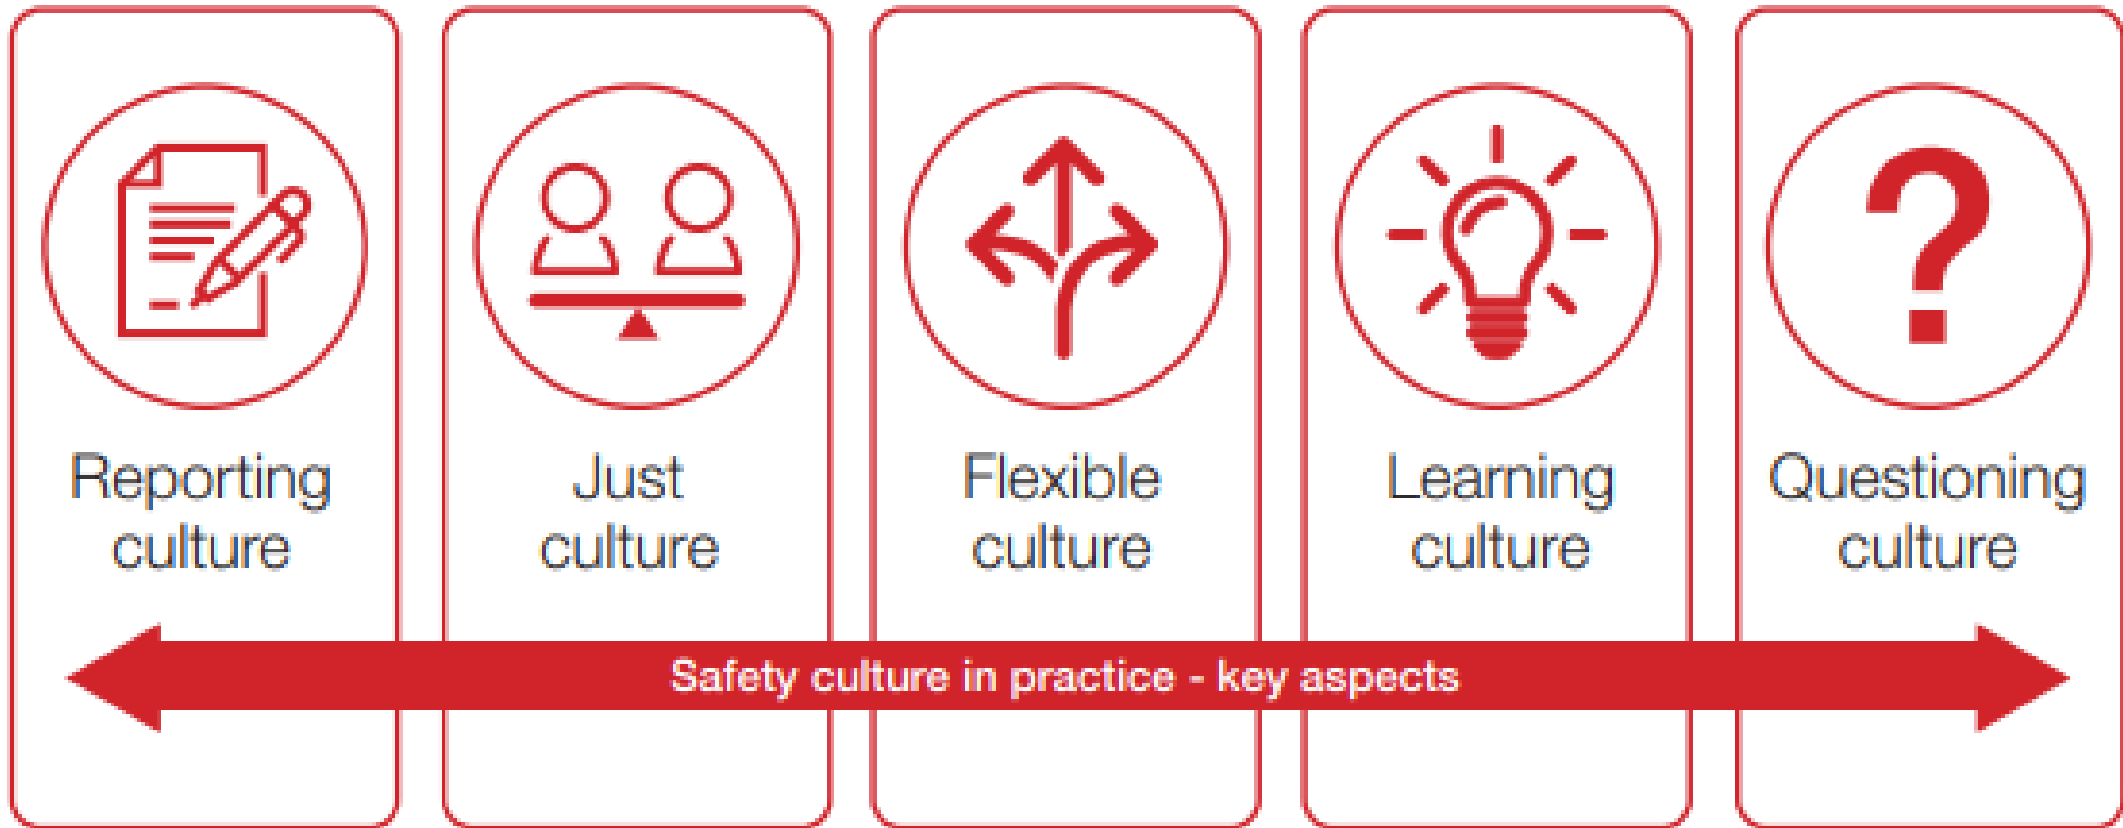 Reporting
culture
Just
culture
Flexible
culture
Learning
culture
?
Questioning
culture
Safety culture in practice - key aspects